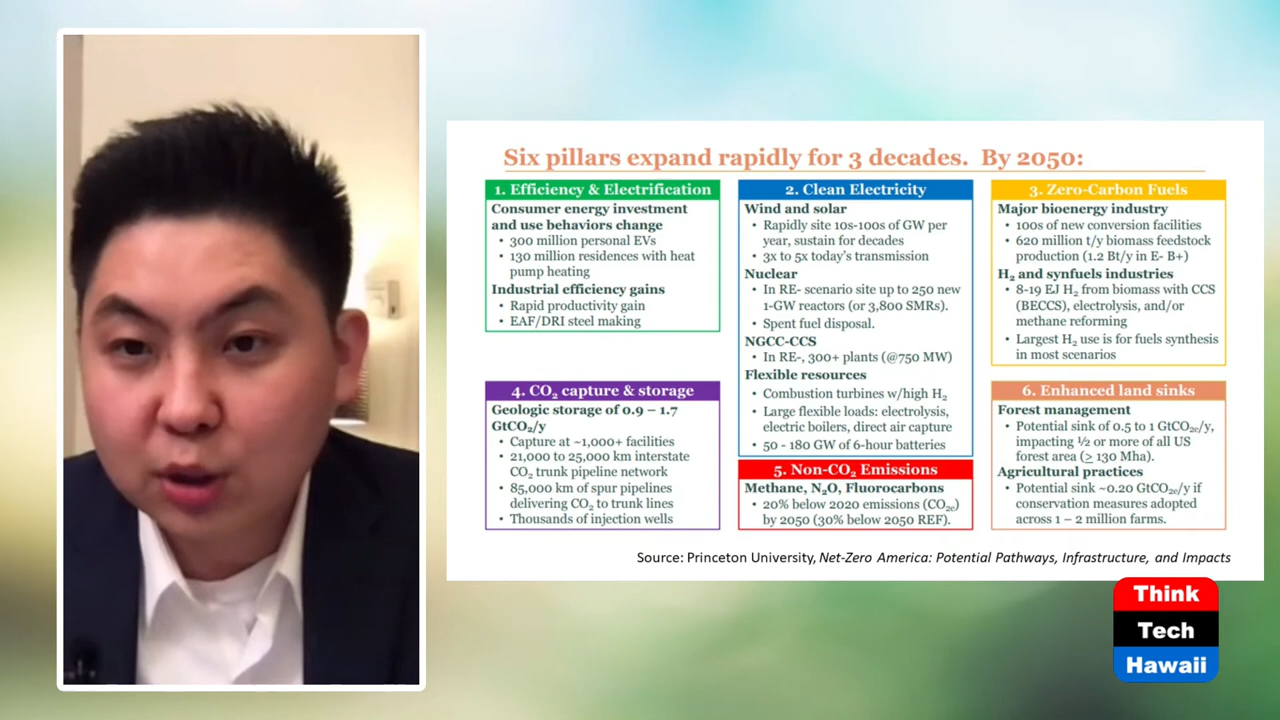 Six pillars expand rapidly for 3 decades. By 2050:
1. Efficiency & Electrification
Consumer energy investment
and use behaviors change
• 300 million personal EVs
• 130 million residences with heat
pump heating
Industrial efficiency gains
• Rapid productivity gain
• EAF/DRI steel making
2. Clean Electricity
Wind and solar
• Rapidly site 10s-100s of GW per
year, sustain for decades
• 3x to 5x today's transmission
Nuclear
• In RE- scenario site up to 250 new
1-GW reactors (or 3,800 SMRs).
• Spent fuel disposal.
NGCC-CCS
• In RE-, 300+ plants (@750 MW)
Flexible resources
• Combustion turbines w/high H₂
• Large flexible loads: electrolysis,
electric boilers, direct air capture
• 50 - 180 GW of 6-hour batteries
3. Zero-Carbon Fuels
Major bioenergy industry
• 100s of new conversion facilities
• 620 million t/y biomass feedstock
production (1.2 Bt/y in E- B+)
H₂ and synfuels industries
• 8-19 EJ H₂ from biomass with CCS
(BECCS), electrolysis, and/or
methane reforming
• Largest H₂ use is for fuels synthesis
in most scenarios
4. CO₂ capture & storage
Geologic storage of 0.9 – 1.7
GtCO₂/y
• Capture at ~1,000+ facilities
• 21,000 to 25,000 km interstate
CO₂ trunk pipeline network
• 85,000 km of spur pipelines
delivering CO₂ to trunk lines
• Thousands of injection wells
5. Non-CO₂ Emissions
Methane, N₂O, Fluorocarbons
• 20% below 2020 emissions (CO₂ₑ)
by 2050 (30% below 2050 REF).
6. Enhanced land sinks
Forest management
• Potential sink of 0.5 to 1 GtCO₂ₑ/y,
impacting ½ or more of all US
forest area (≥ 130 Mha).
Agricultural practices
• Potential sink ~0.20 GtCO₂ₑ/y if
conservation measures adopted
across 1 – 2 million farms.
Source: Princeton University, Net-Zero America: Potential Pathways, Infrastructure, and Impacts
Think
Tech
Hawaii